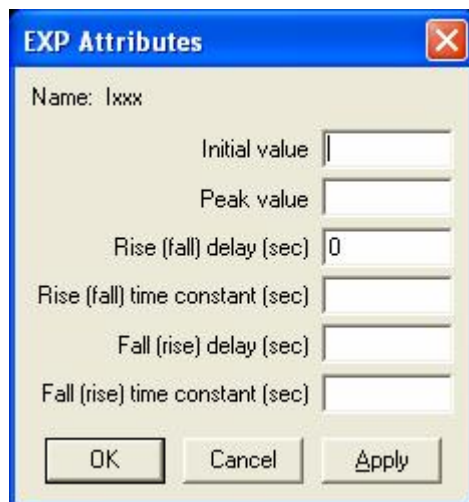 EXP Attributes
Name: Ixxx
Initial value
Peak value
Rise (fall) delay (sec) 0
Rise (fall) time constant (sec)
Fall (rise) delay (sec)
Fall (rise) time constant (sec)
OK Cancel Apply